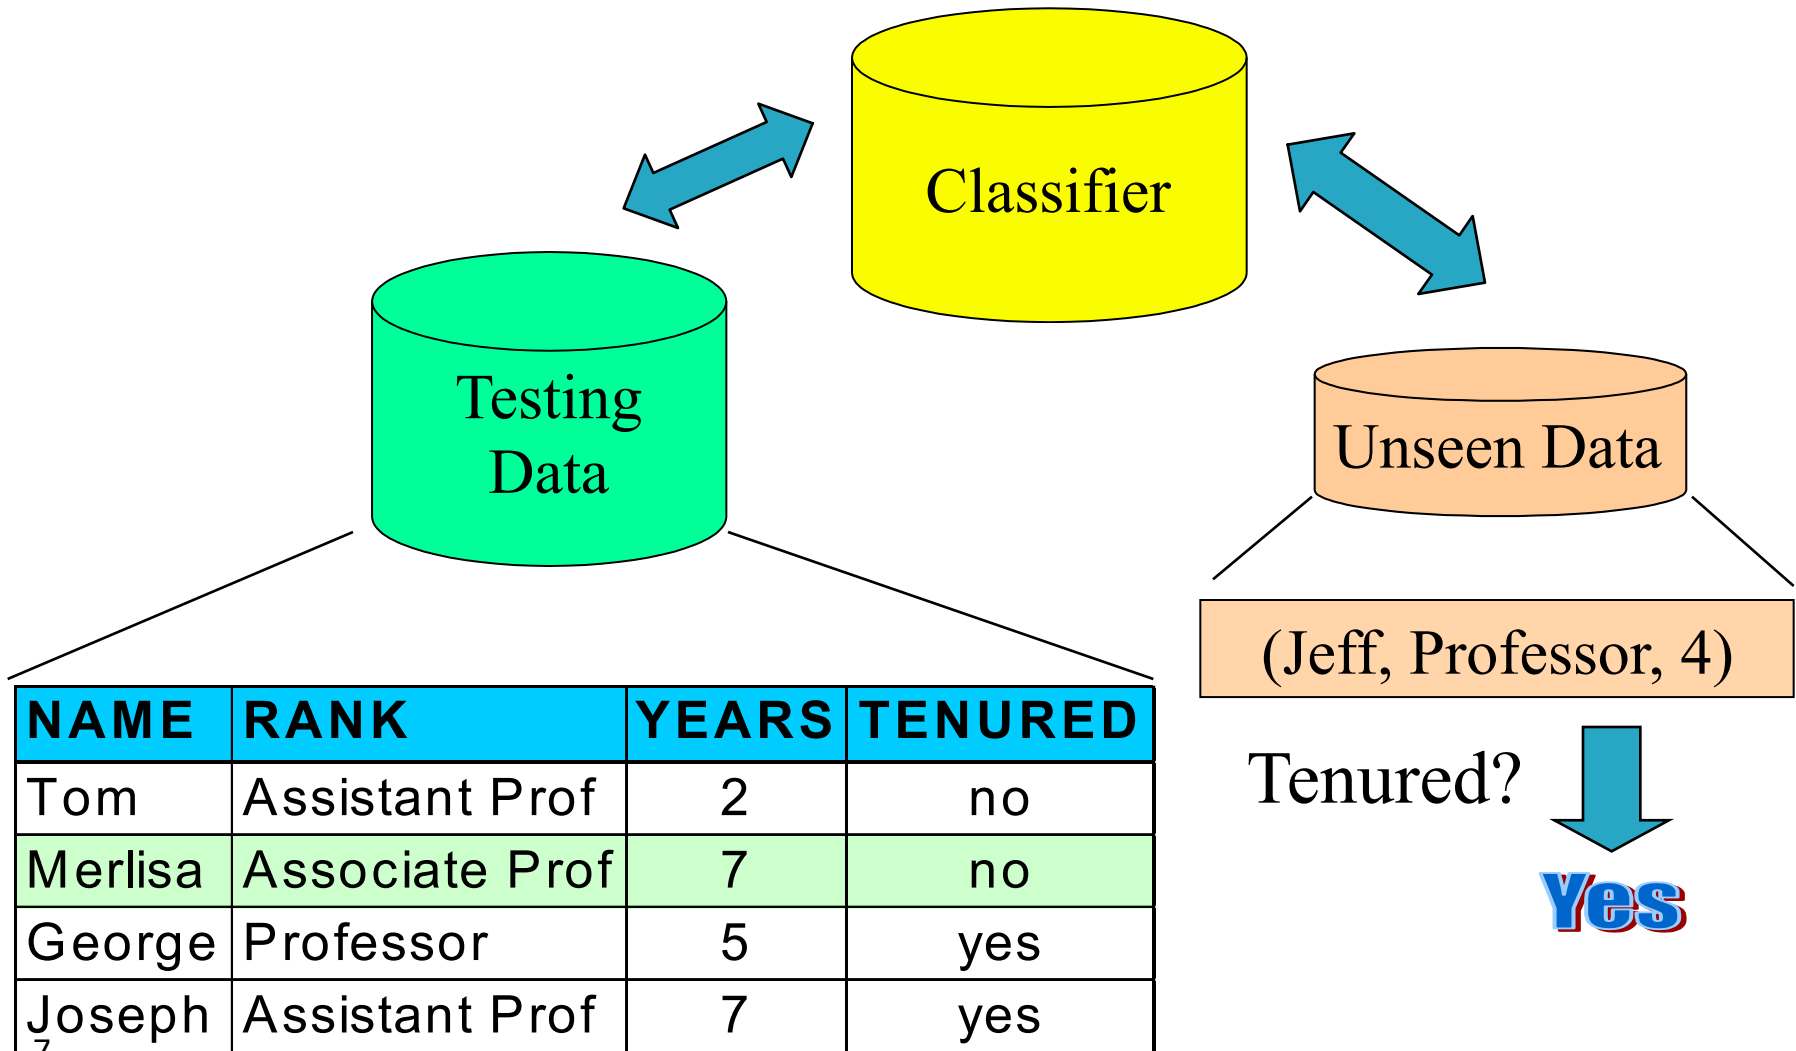 Classifier
Testing
Data
Unseen Data
(Jeff, Professor, 4)
NAME RANK YEARS TENURED
Tom Assistant Prof 2 no
Merlisa Associate Prof 7 no
George Professor 5 yes
Joseph Assistant Prof 7 yes
7
Tenured?
Yes